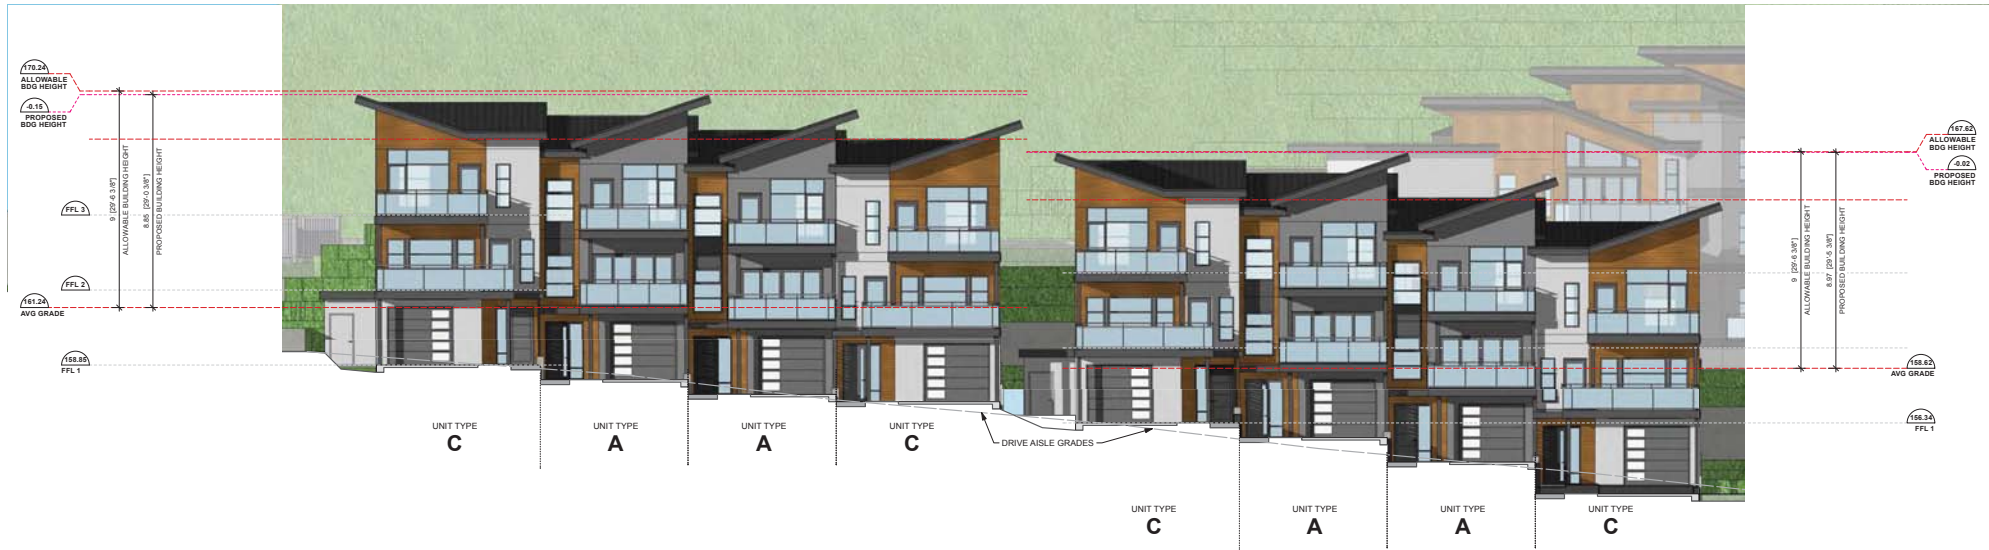 170.24
ALLOWABLE
BDG HEIGHT
-0.15
PROPOSED
BDG HEIGHT
9 [29'-6 3/8"]
ALLOWABLE BUILDING HEIGHT
8.85 [29'-0 3/8"]
PROPOSED BUILDING HEIGHT
FFL 3
FFL 2
161.24
AVG GRADE
158.85
FFL 1
UNIT TYPE
C
UNIT TYPE
A
UNIT TYPE
A
UNIT TYPE
C
DRIVE AISLE GRADES
UNIT TYPE
C
UNIT TYPE
A
UNIT TYPE
A
UNIT TYPE
C
167.62
ALLOWABLE
BDG HEIGHT
-0.02
PROPOSED
BDG HEIGHT
9 [29'-6 3/8"]
ALLOWABLE BUILDING HEIGHT
8.97 [29'-5 3/8"]
PROPOSED BUILDING HEIGHT
158.62
AVG GRADE
156.34
FFL 1